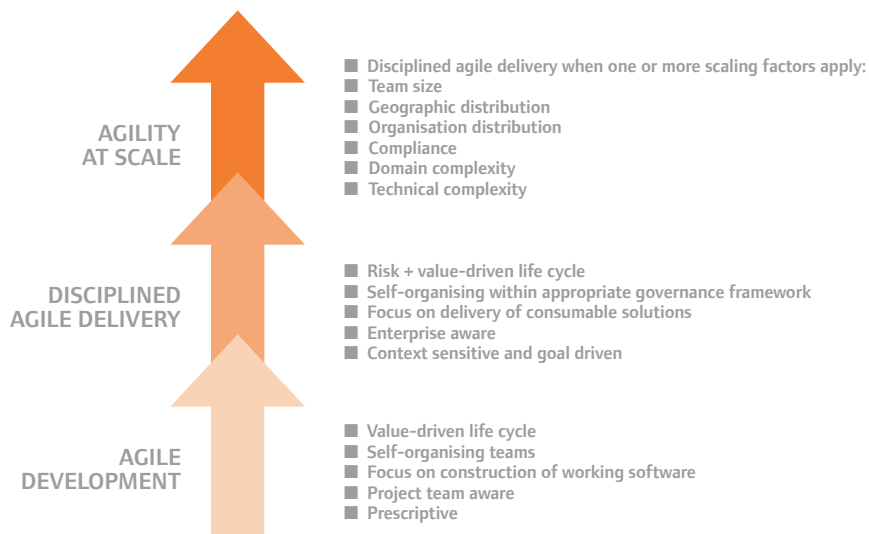 AGILITY
AT SCALE
■ Disciplined agile delivery when one or more scaling factors apply:
■ Team size
■ Geographic distribution
■ Organisation distribution
■ Compliance
■ Domain complexity
■ Technical complexity
DISCIPLINED
AGILE DELIVERY
■ Risk + value-driven life cycle
■ Self-organising within appropriate governance framework
■ Focus on delivery of consumable solutions
■ Enterprise aware
■ Context sensitive and goal driven
AGILE
DEVELOPMENT
■ Value-driven life cycle
■ Self-organising teams
■ Focus on construction of working software
■ Project team aware
■ Prescriptive